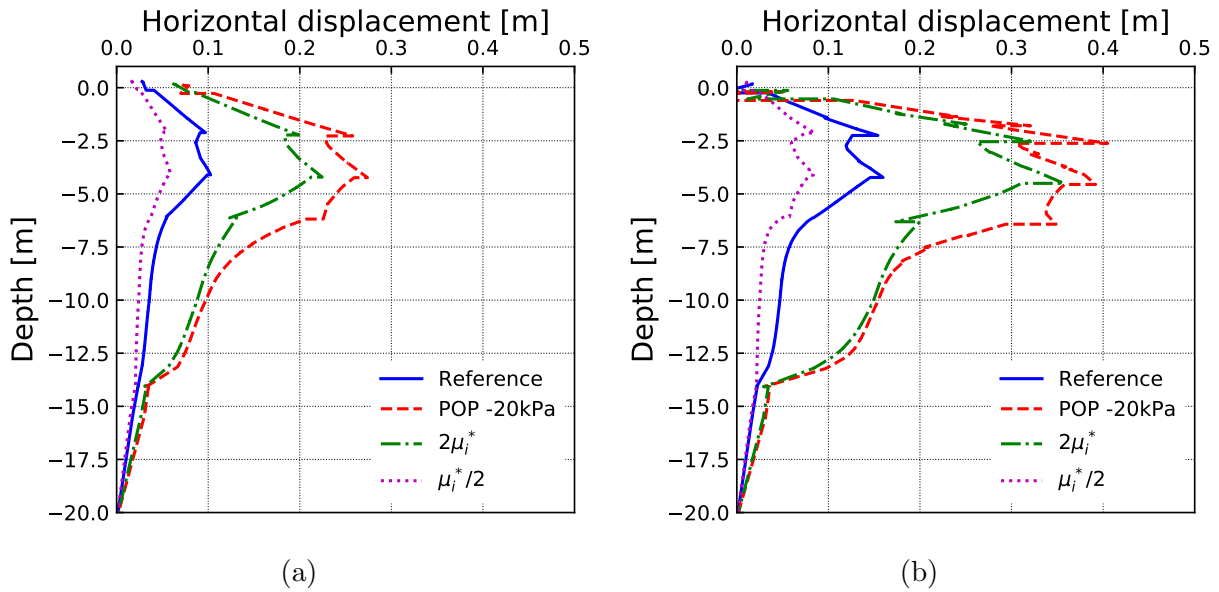 Horizontal displacement [m]
0.0 0.1 0.2 0.3 0.4 0.5
0.0
−2.5
−5.0
−7.5
−10.0
−12.5
−15.0
−17.5
−20.0
Depth [m]
Reference
POP -20kPa
2μᵢ*
μᵢ*/2
(a)
Horizontal displacement [m]
0.0 0.1 0.2 0.3 0.4 0.5
0.0
−2.5
−5.0
−7.5
−10.0
−12.5
−15.0
−17.5
−20.0
Depth [m]
Reference
POP -20kPa
2μᵢ*
μᵢ*/2
(b)